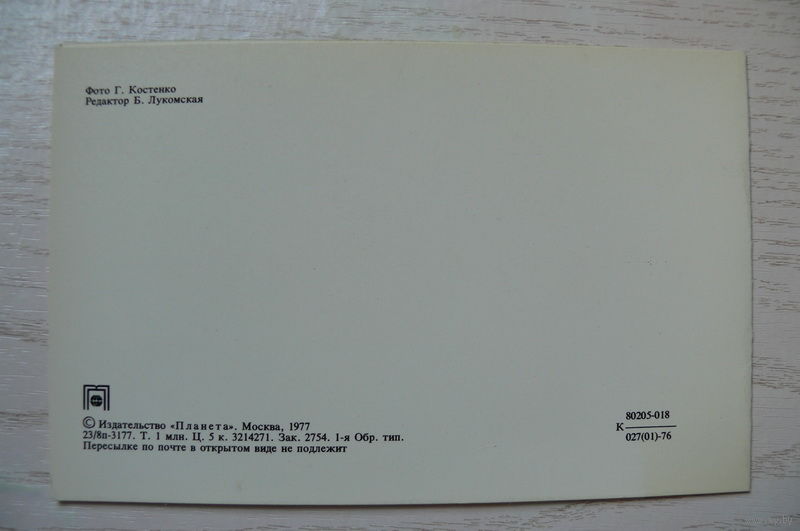 Фото Г. Костенко
Редактор Б. Лукомская
© Издательство «Планета». Москва, 1977
23/8п-3177. Т. 1 млн. Ц. 5 к. 3214271. Зак. 2754. 1-я Обр. тип.
Пересылке по почте в открытом виде не подлежит
80205-018
К
027(01)-76